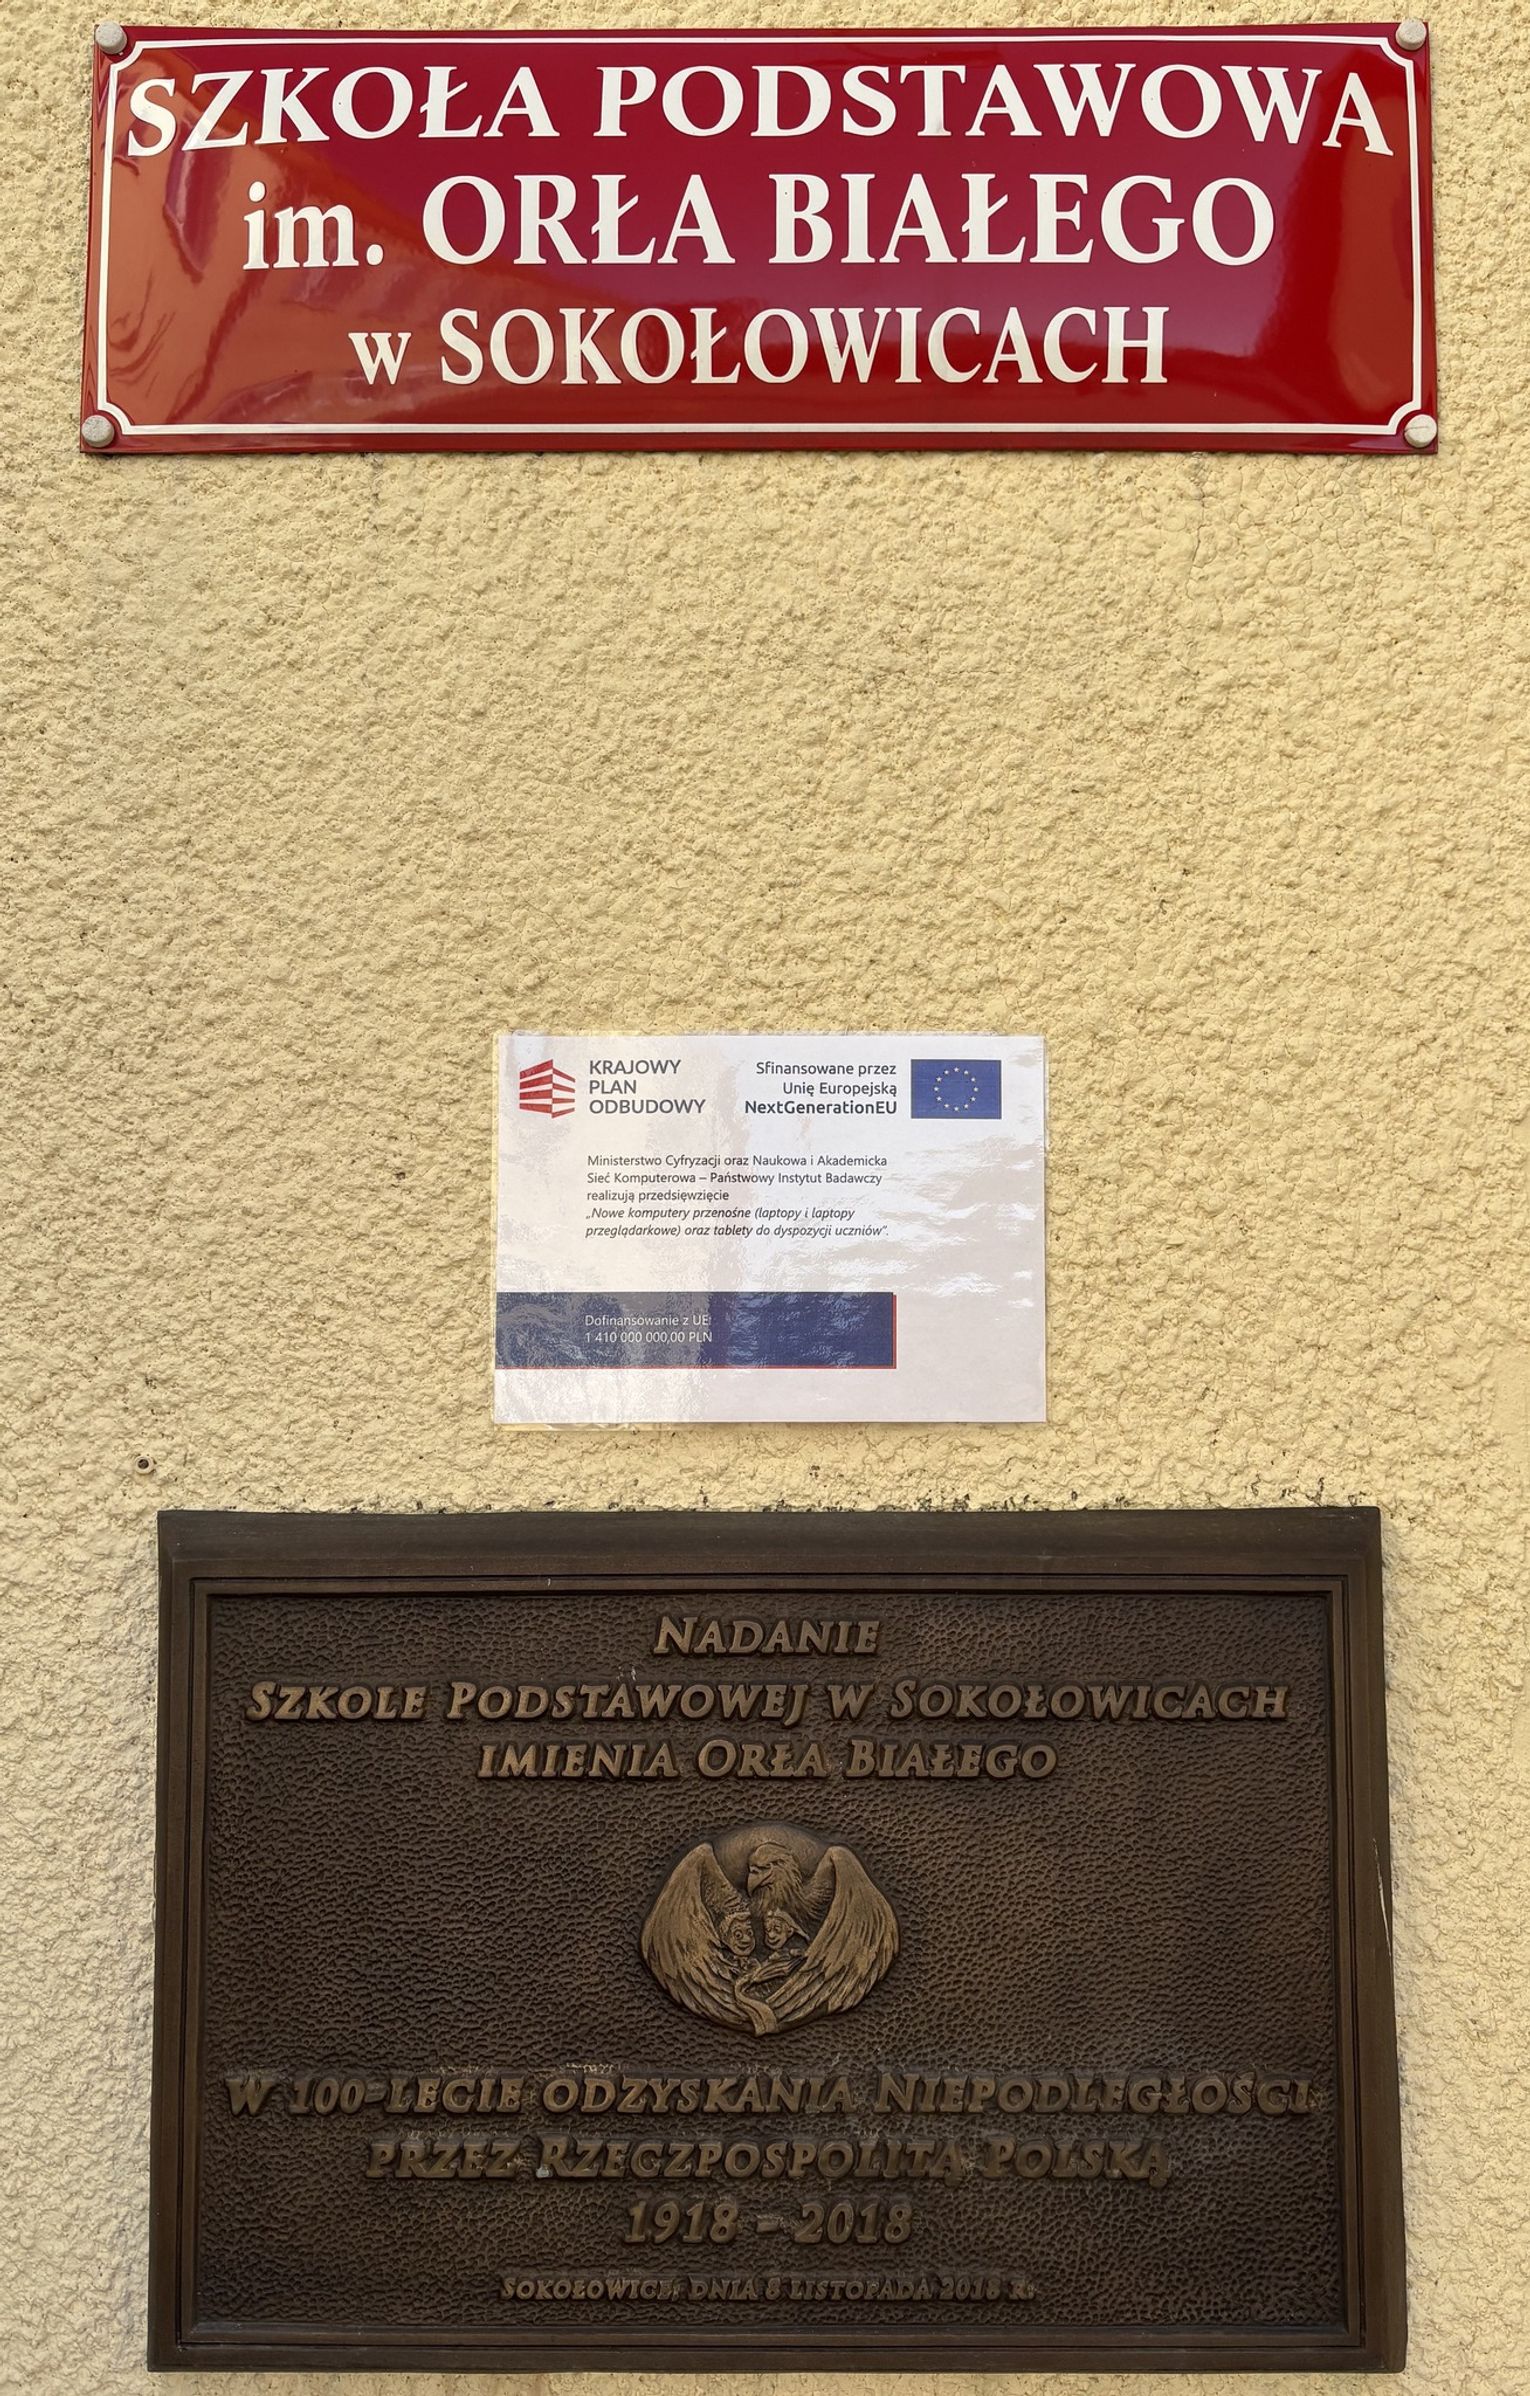 SZKOŁA PODSTAWOWA
im. ORŁA BIAŁEGO
w SOKOŁOWICACH
KRAJOWY
PLAN
ODBUDOWY
Sfinansowane przez
Unię Europejską
NextGenerationEU
Ministerstwo Cyfryzacji oraz Naukowa i Akademicka
Sieć Komputerowa – Państwowy Instytut Badawczy
realizują przedsięwzięcie
„Nowe komputery przenośne (laptopy i laptopy
przeglądarkowe) oraz tablety do dyspozycji uczniów”.
Dofinansowanie z UE:
1 410 000 000,00 PLN
NADANIE
SZKOLE PODSTAWOWEJ W SOKOŁOWICACH
IMIENIA ORŁA BIAŁEGO
W 100-LECIE ODZYSKANIA NIEPODLEGŁOŚCI
PRZEZ RZECZPOSPOLITĄ POLSKĄ
1918 - 2018
SOKOŁOWICE, DNIA 8 LISTOPADA 2018 R.